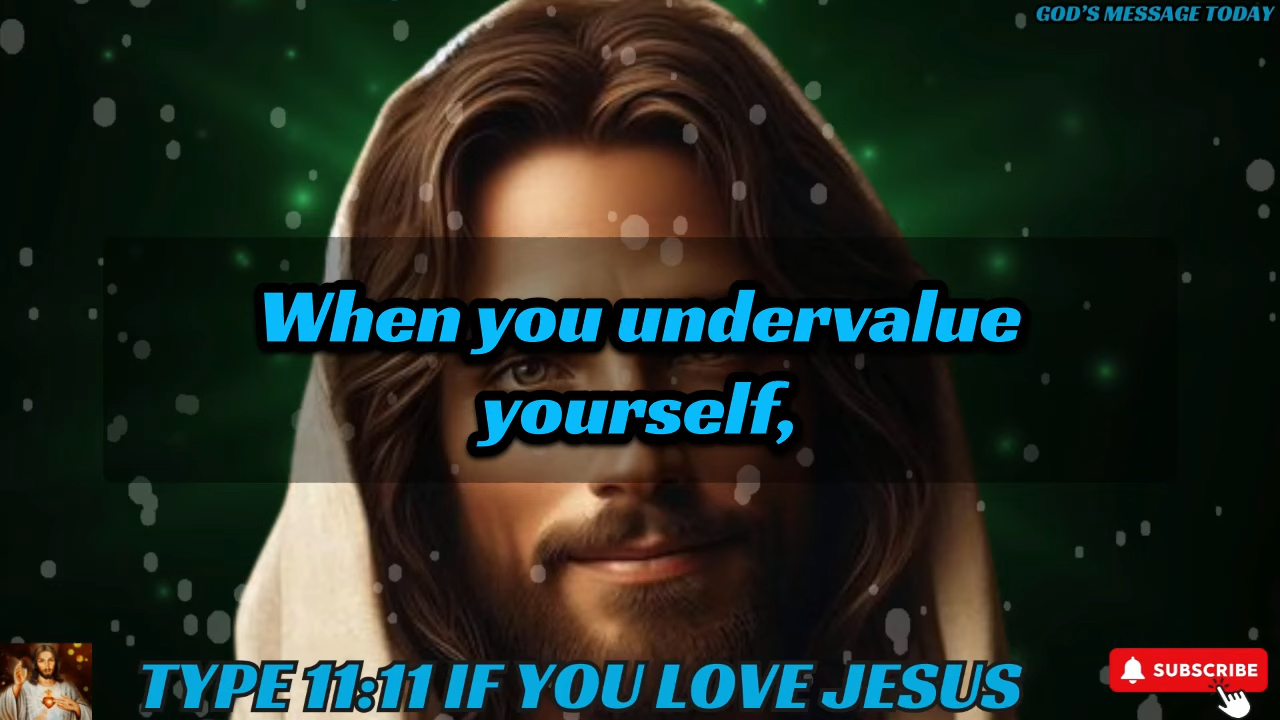 GOD'S MESSAGE TODAY
When you undervalue
yourself,
TYPE 11:11 IF YOU LOVE JESUS
SUBSCRIBE